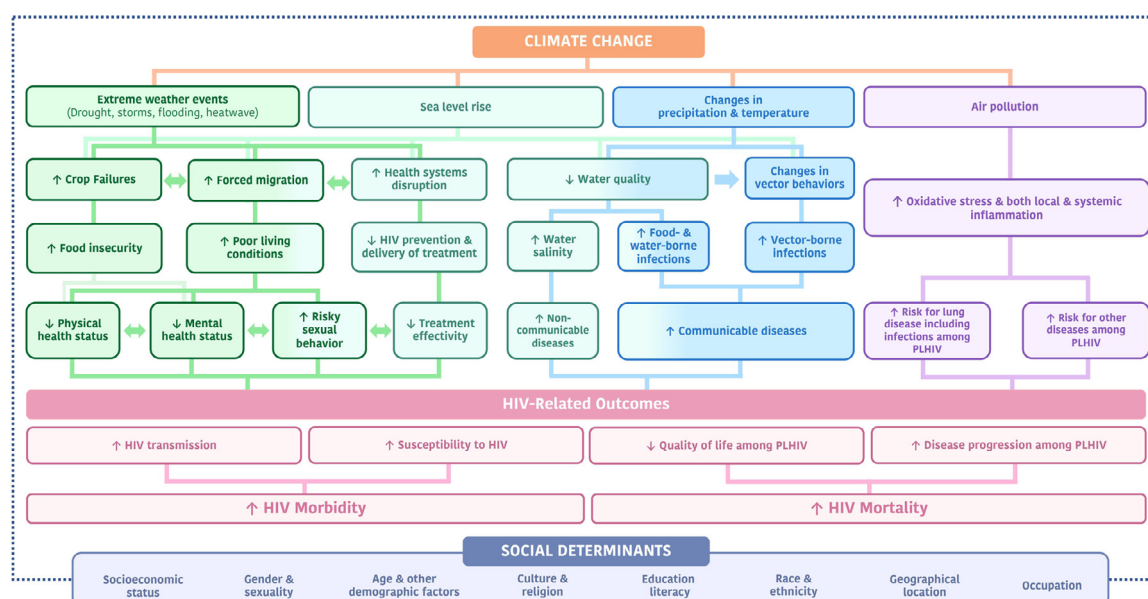 CLIMATE CHANGE
Extreme weather events
(Drought, storms, flooding, heatwave)
Sea level rise
Changes in
precipitation & temperature
Air pollution
↑ Crop Failures
↑ Forced migration
↑ Health systems
disruption
↓ Water quality
Changes in
vector behaviors
↑ Oxidative stress & both local & systemic
inflammation
↑ Food insecurity
↑ Poor living
conditions
↓ HIV prevention &
delivery of treatment
↑ Water
salinity
↑ Food- &
water-borne
infections
↑ Vector-borne
infections
↓ Physical
health status
↓ Mental
health status
↑ Risky
sexual
behavior
↓ Treatment
effectivity
↑ Non-
communicable
diseases
↑ Communicable diseases
↑ Risk for lung
disease including
infections among
PLHIV
↑ Risk for other
diseases among
PLHIV
HIV-Related Outcomes
↑ HIV transmission
↑ Susceptibility to HIV
↓ Quality of life among PLHIV
↑ Disease progression among PLHIV
↑ HIV Morbidity
↑ HIV Mortality
SOCIAL DETERMINANTS
Socioeconomic
status
Gender &
sexuality
Age & other
demographic factors
Culture &
religion
Education
literacy
Race &
ethnicity
Geographical
location
Occupation